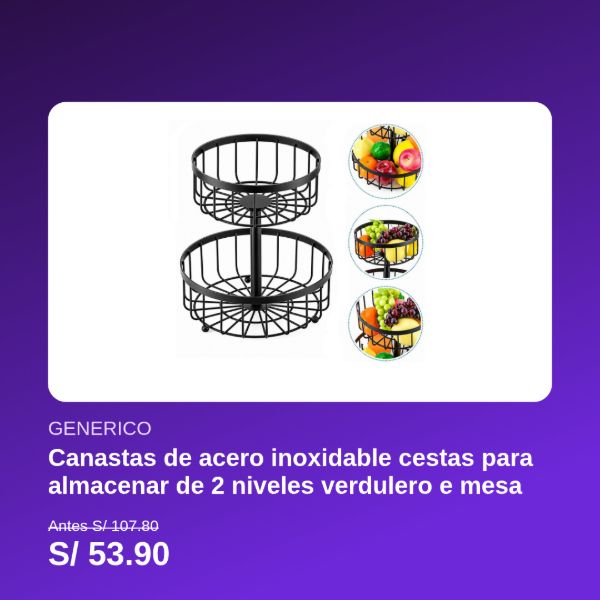 GENERICO
Canastas de acero inoxidable cestas para
almacenar de 2 niveles verdulero e mesa
Antes S/ 107.80
S/ 53.90